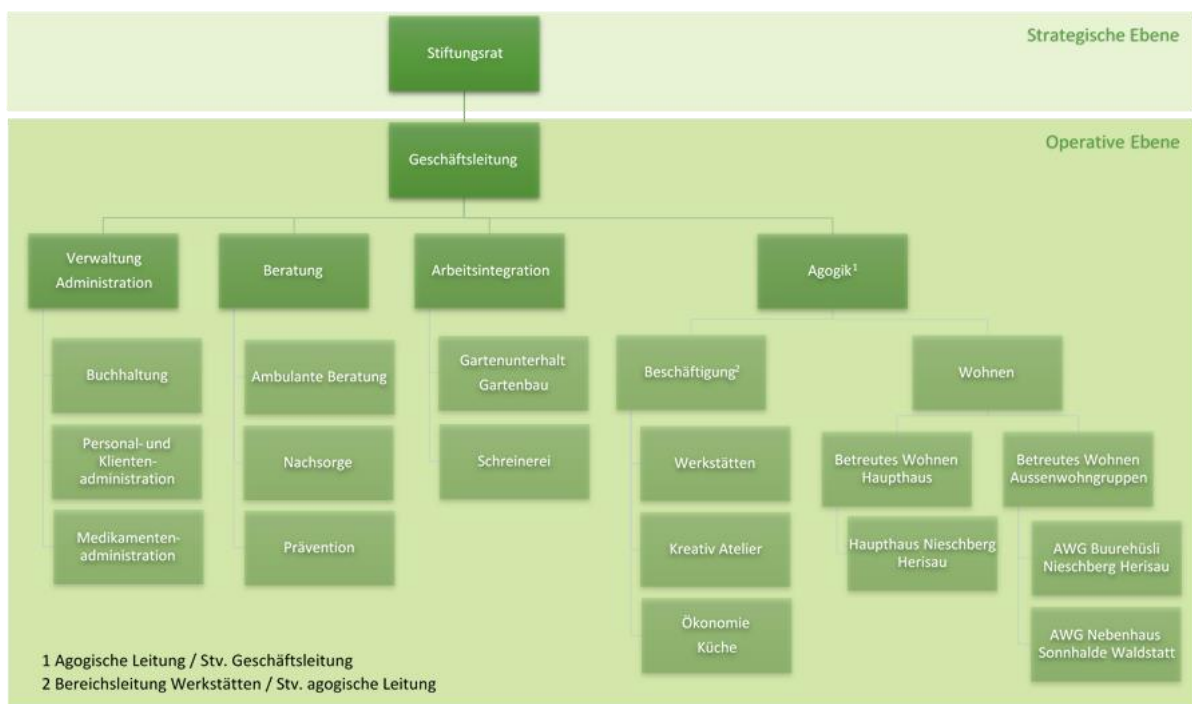 Strategische Ebene
Stiftungsrat
Operative Ebene
Geschäftsleitung
Verwaltung
Administration
Beratung
Arbeitsintegration
Agogik¹
Buchhaltung
Personal- und
Klienten-
administration
Medikamenten-
administration
Ambulante Beratung
Nachsorge
Prävention
Gartenunterhalt
Gartenbau
Schreinerei
Beschäftigung²
Werkstätten
Kreativ Atelier
Ökonomie
Küche
Wohnen
Betreutes Wohnen
Haupthaus
Haupthaus Nieschberg
Herisau
Betreutes Wohnen
Aussenwohngruppen
AWG Buurehüsli
Nieschberg Herisau
AWG Nebenhaus
Sonnhalde Waldstatt
1 Agogische Leitung / Stv. Geschäftsleitung
2 Bereichsleitung Werkstätten / Stv. agogische Leitung